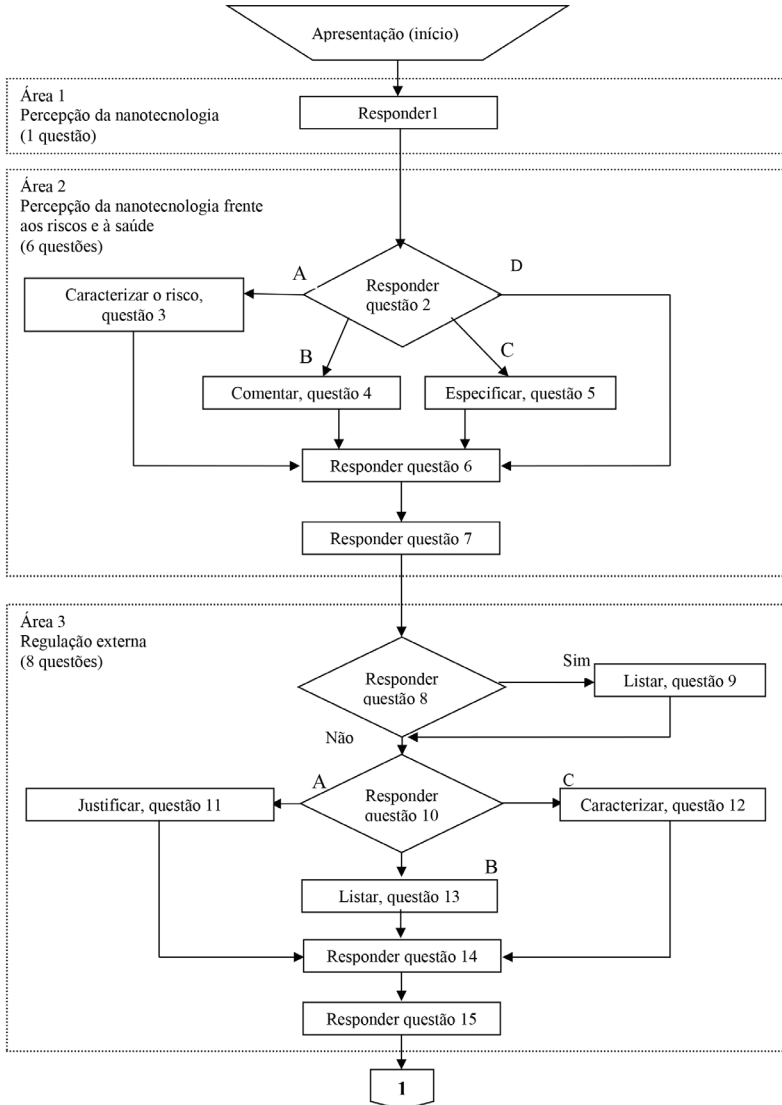 Apresentação (início)
Área 1
Percepção da nanotecnologia
(1 questão)
Responder1
Área 2
Percepção da nanotecnologia frente
aos riscos e à saúde
(6 questões)
A
Responder
questão 2
D
Caracterizar o risco,
questão 3
B
C
Comentar, questão 4
Especificar, questão 5
Responder questão 6
Responder questão 7
Área 3
Regulação externa
(8 questões)
Responder
questão 8
Sim
Listar, questão 9
Não
A
Responder
questão 10
C
Justificar, questão 11
Caracterizar, questão 12
B
Listar, questão 13
Responder questão 14
Responder questão 15
1